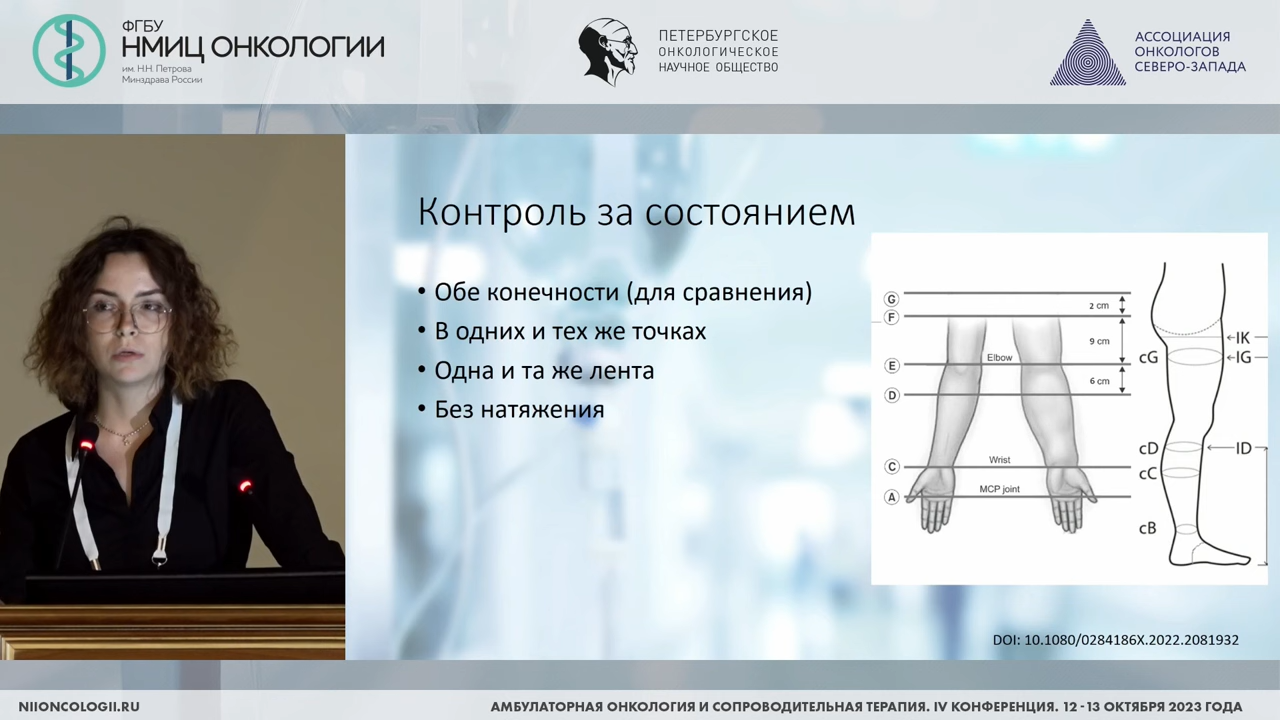 ФГБУ
НМИЦ ОНКОЛОГИИ
им. Н.Н. Петрова
Минздрава России
ПЕТЕРБУРГСКОЕ
ОНКОЛОГИЧЕСКОЕ
НАУЧНОЕ ОБЩЕСТВО
АССОЦИАЦИЯ
ОНКОЛОГОВ
СЕВЕРО-ЗАПАДА
Контроль за состоянием
• Обе конечности (для сравнения)
• В одних и тех же точках
• Одна и та же лента
• Без натяжения
G
2 cm
F
9 cm
E
Elbow
6 cm
D
C
Wrist
A
MCP joint
lK
cG
lG
cD
lD
cC
cB
DOI: 10.1080/0284186X.2022.2081932
NIIONCOLOGII.RU
АМБУЛАТОРНАЯ ОНКОЛОГИЯ И СОПРОВОДИТЕЛЬНАЯ ТЕРАПИЯ. IV КОНФЕРЕНЦИЯ. 12-13 ОКТЯБРЯ 2023 ГОДА